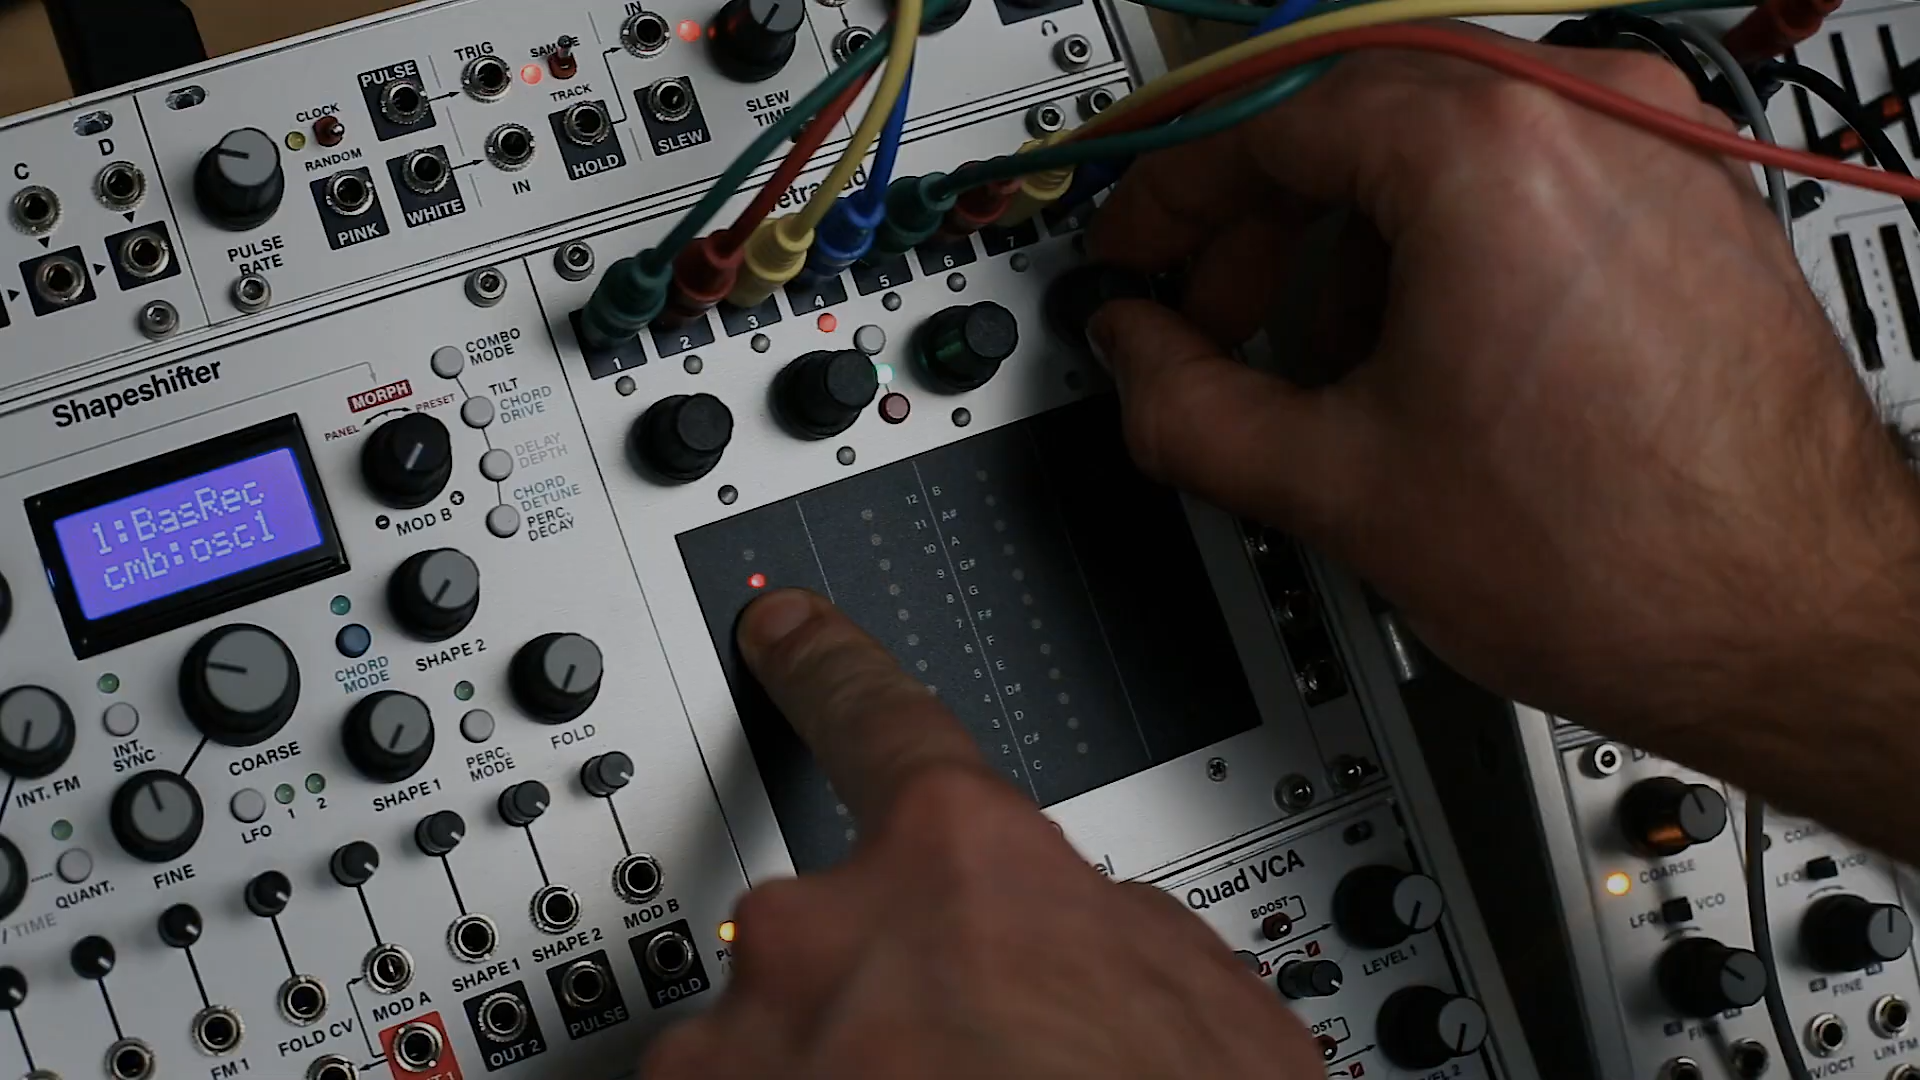 C
D
CLOCK
RANDOM
PULSE RATE
PULSE
PINK
WHITE
TRIG
IN
SAMPLE
TRACK
HOLD
IN
SLEW
SLEW
Shapeshifter
1:BasRec
cmb:osc1
MORPH
PANEL
PRESET
MOD B
COMBO
MODE
TILT
CHORD
DRIVE
DELAY
DEPTH
CHORD
DETUNE
PERC.
DECAY
CHORD
MODE
SHAPE 2
INT.
SYNC
INT. FM
COARSE
SHAPE 1
PERC.
MODE
FOLD
LFO
1
2
FINE
QUANT.
/ TIME
FM 1
FOLD CV
MOD A
SHAPE 1
SHAPE 2
MOD B
OUT 2
PULSE
FOLD
1
2
3
4
5
6
7
8
12 B
11 A#
10 A
9 G#
8 G
7 F#
6 F
5 E
4 D#
3 D
2 C#
1 C
Quad VCA
BOOST
LEVEL 1
COARSE
LFO
VCO
LFO
VCO
FINE
LIN FM